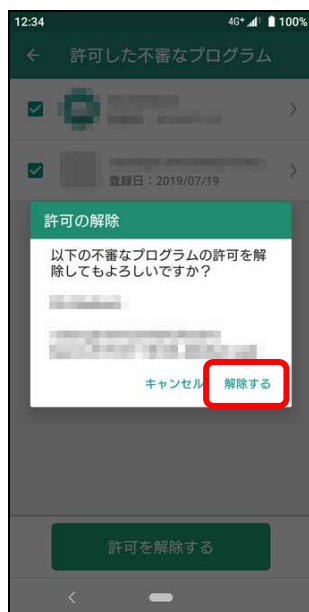 12:34
4G+ 100%
許可した不審なプログラム
登録日：2019/07/19
許可の解除
以下の不審なプログラムの許可を解
除してもよろしいですか？
キャンセル
解除する
許可を解除する